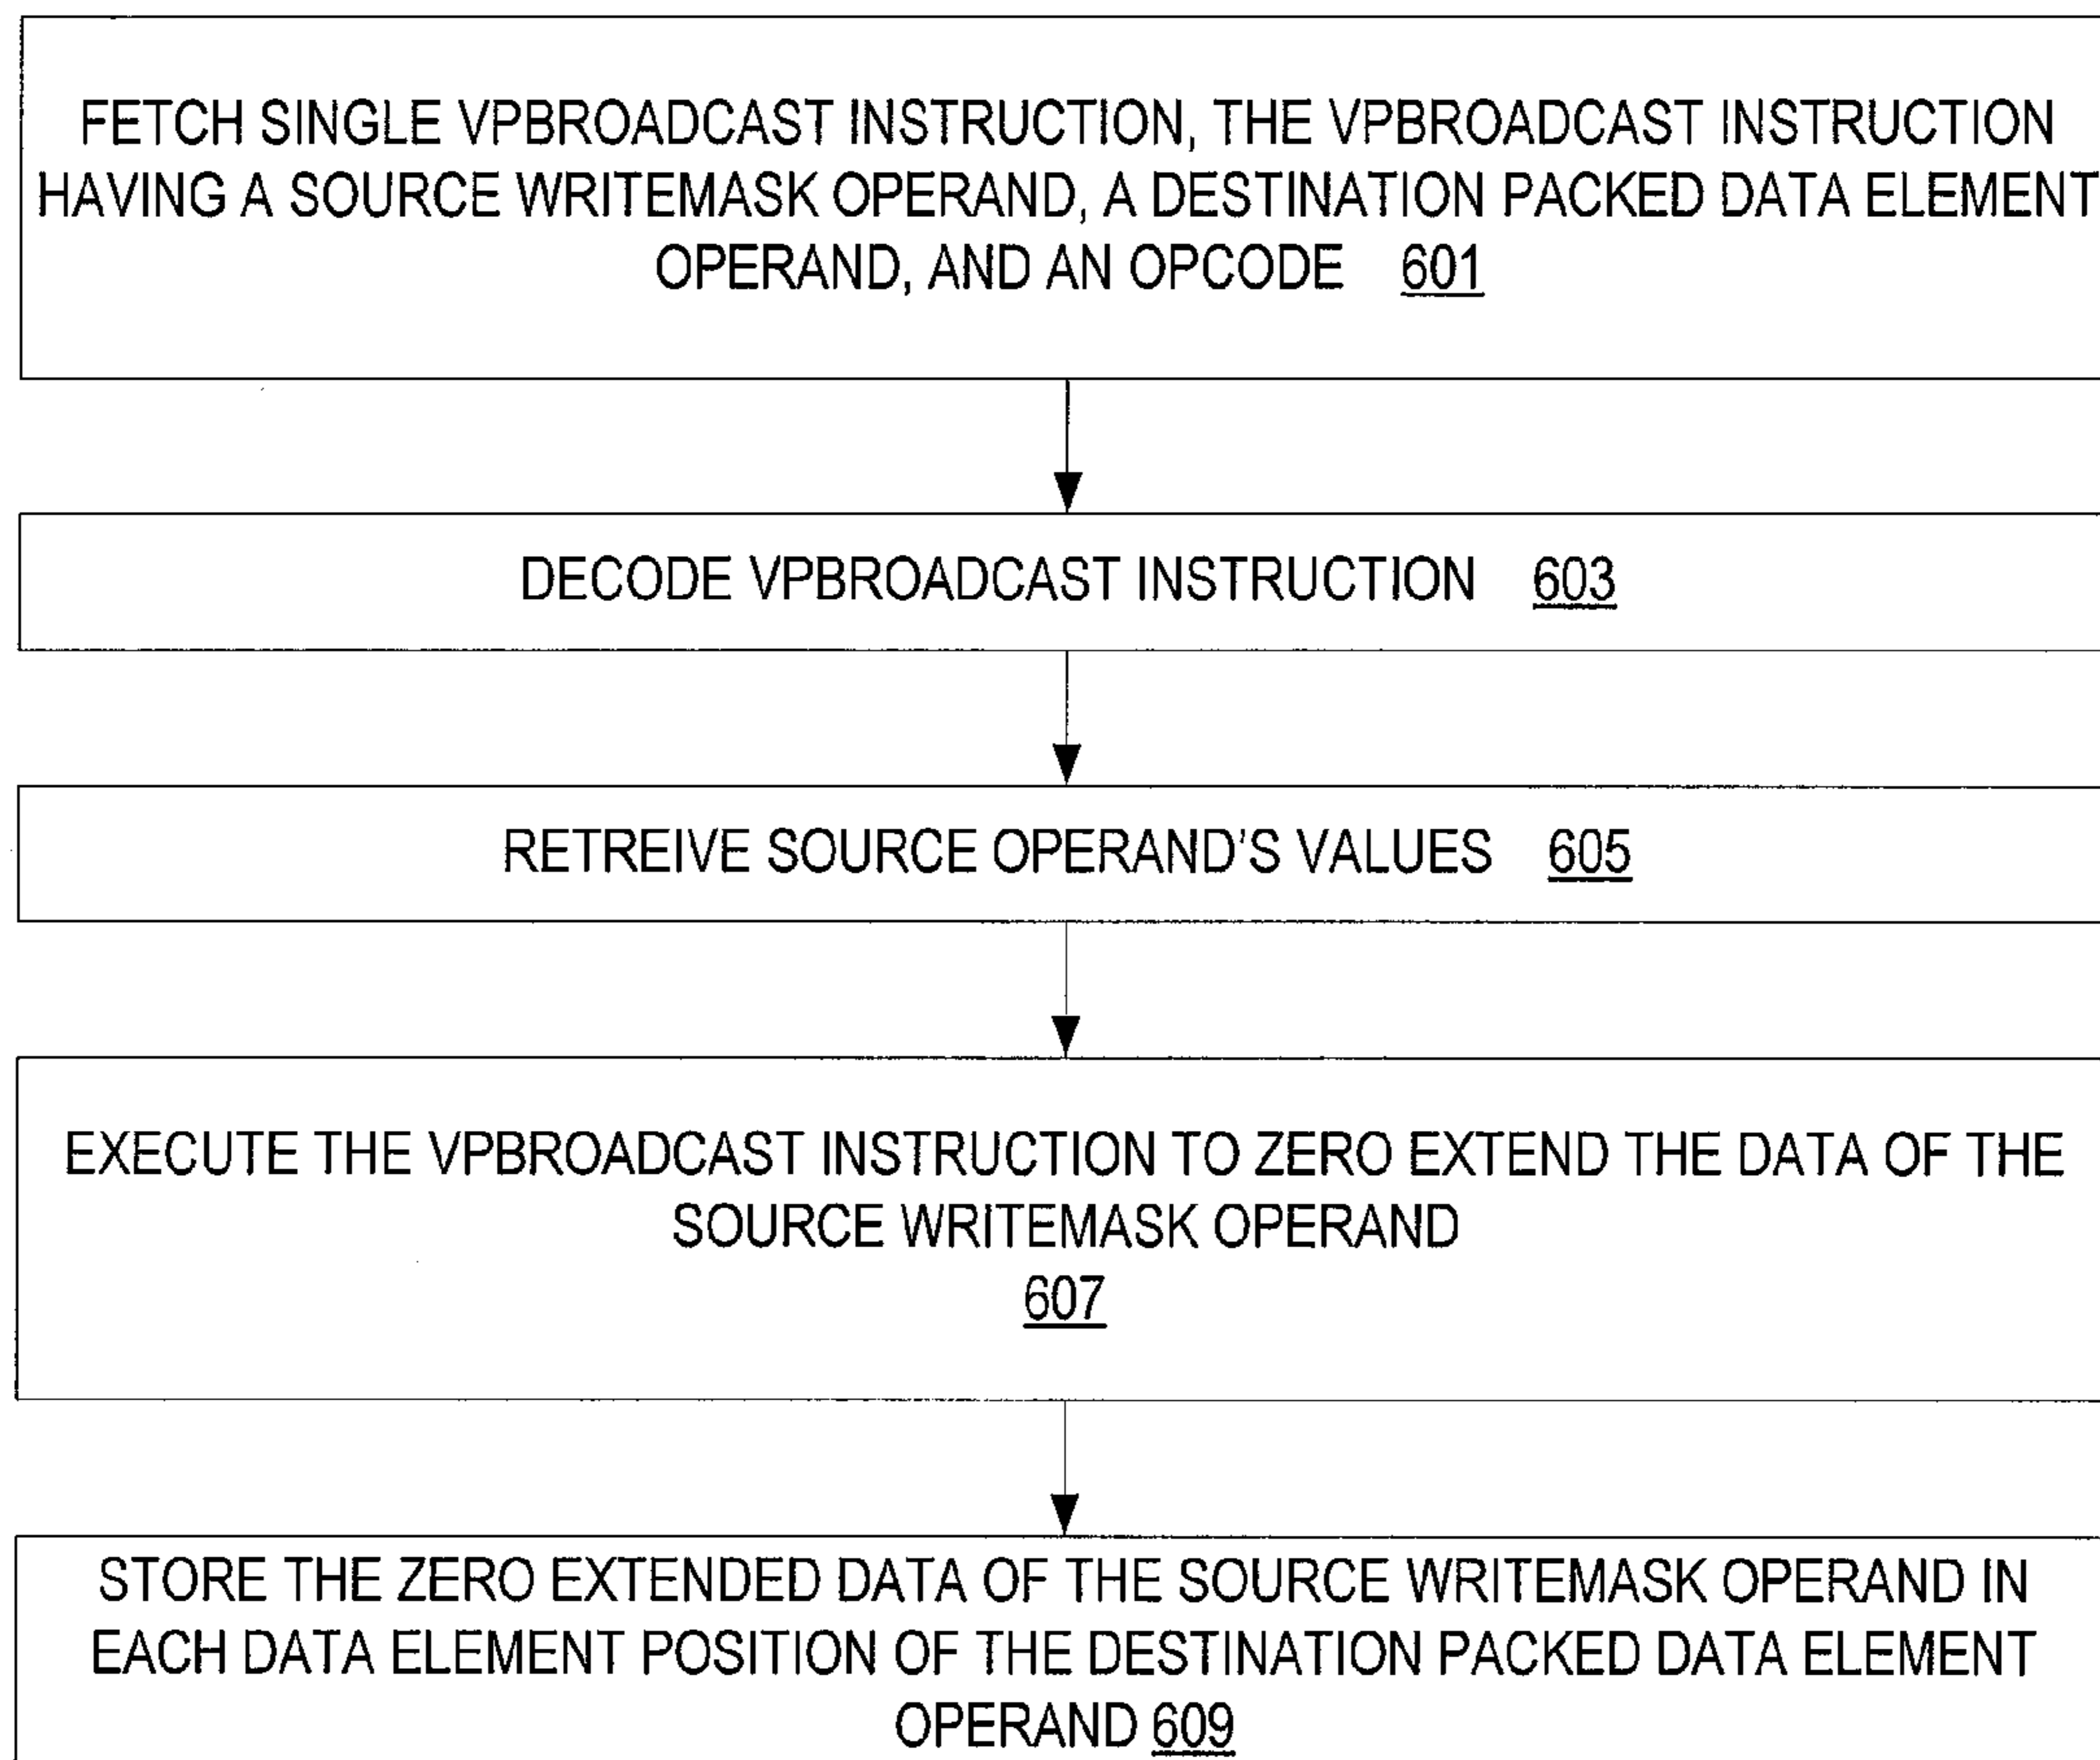 FETCH SINGLE VPBROADCAST INSTRUCTION, THE VPBROADCAST INSTRUCTION
HAVING A SOURCE WRITEMASK OPERAND, A DESTINATION PACKED DATA ELEMENT
OPERAND, AND AN OPCODE 601
DECODE VPBROADCAST INSTRUCTION 603
RETREIVE SOURCE OPERAND'S VALUES 605
EXECUTE THE VPBROADCAST INSTRUCTION TO ZERO EXTEND THE DATA OF THE
SOURCE WRITEMASK OPERAND
607
STORE THE ZERO EXTENDED DATA OF THE SOURCE WRITEMASK OPERAND IN
EACH DATA ELEMENT POSITION OF THE DESTINATION PACKED DATA ELEMENT
OPERAND 609